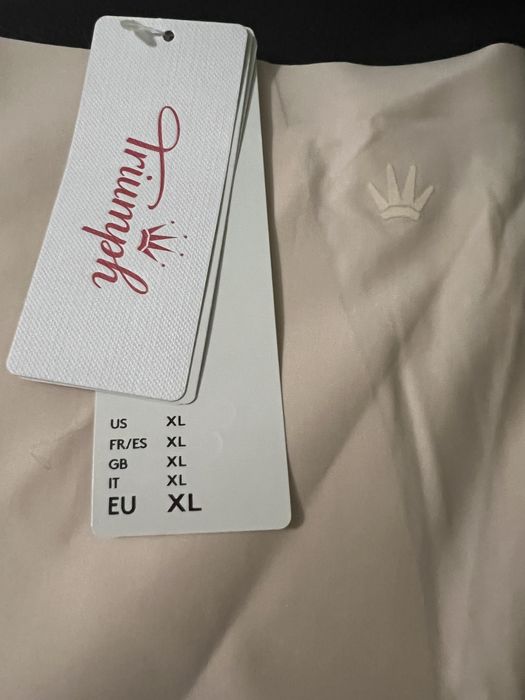 Triumph
US XL
FR/ES XL
GB XL
IT XL
EU XL